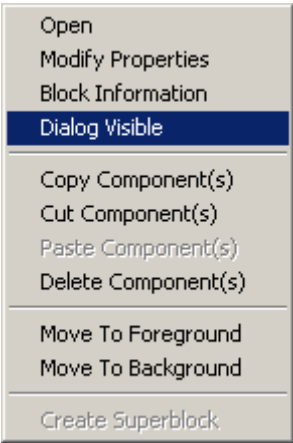 Open
Modify Properties
Block Information
Dialog Visible
Copy Component(s)
Cut Component(s)
Paste Component(s)
Delete Component(s)
Move To Foreground
Move To Background
Create Superblock